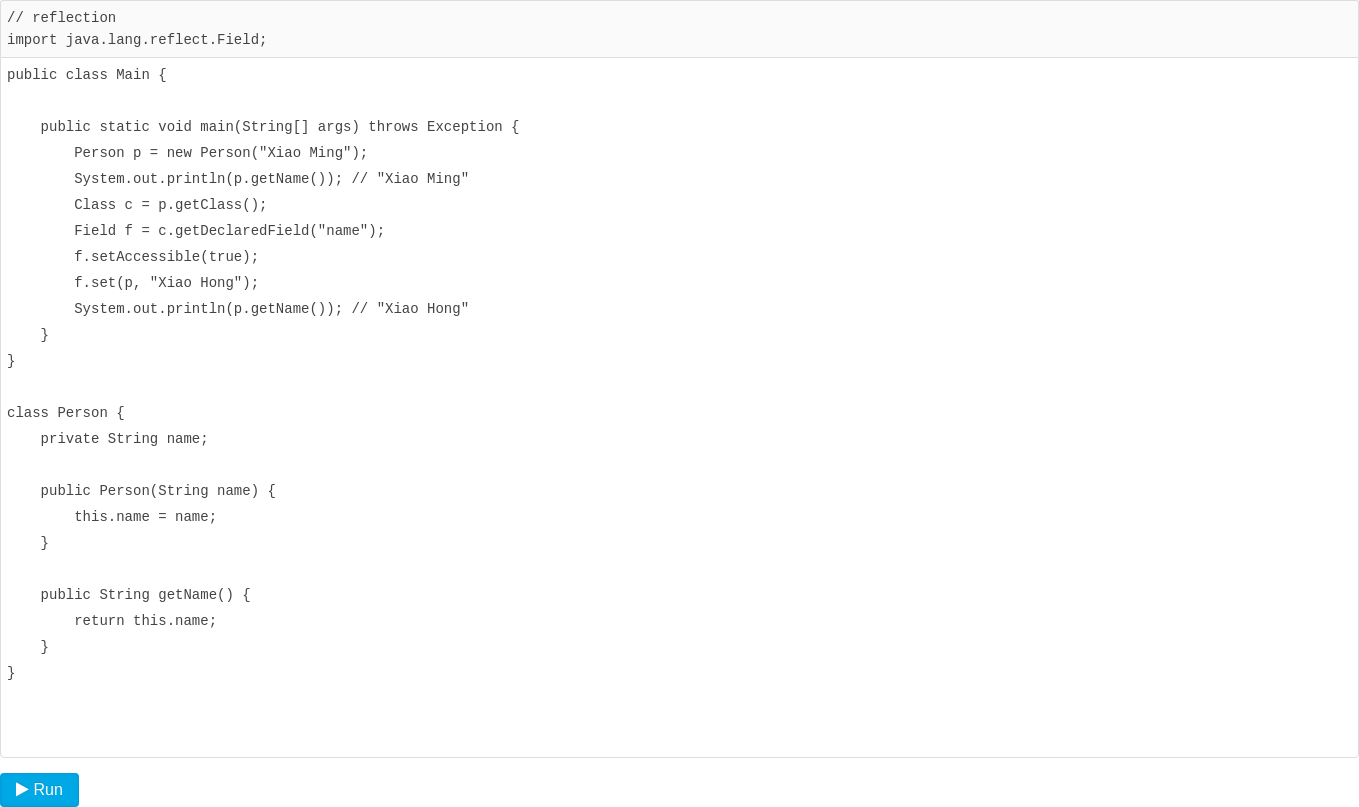 // reflection
import java.lang.reflect.Field;
public class Main {
    public static void main(String[] args) throws Exception {
        Person p = new Person("Xiao Ming");
        System.out.println(p.getName()); // "Xiao Ming"
        Class c = p.getClass();
        Field f = c.getDeclaredField("name");
        f.setAccessible(true);
        f.set(p, "Xiao Hong");
        System.out.println(p.getName()); // "Xiao Hong"
    }
}
class Person {
    private String name;
    public Person(String name) {
        this.name = name;
    }
    public String getName() {
        return this.name;
    }
}
Run